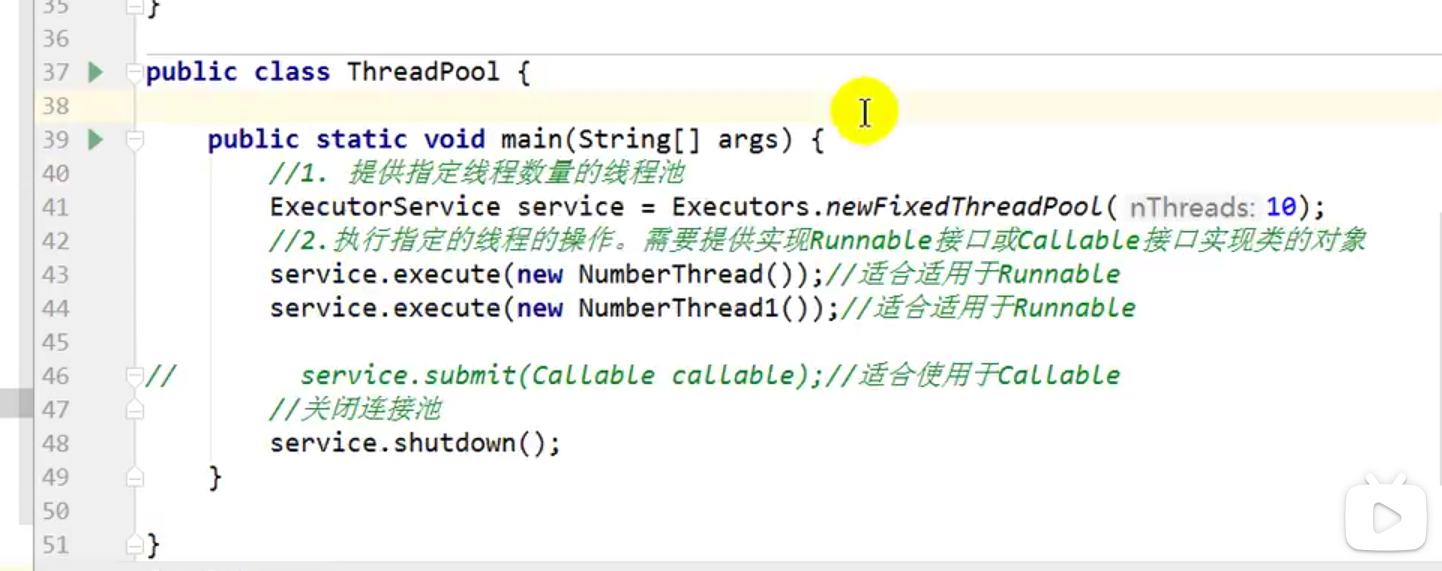 35 }
36
37 public class ThreadPool {
38
39 public static void main(String[] args) {
40 //1. 提供指定线程数量的线程池
41 ExecutorService service = Executors.newFixedThreadPool( nThreads: 10);
42 //2.执行指定的线程的操作。需要提供实现Runnable接口或Callable接口实现类的对象
43 service.execute(new NumberThread());//适合适用于Runnable
44 service.execute(new NumberThread1());//适合适用于Runnable
45
46 // service.submit(Callable callable);//适合使用于Callable
47 //关闭连接池
48 service.shutdown();
49 }
50
51 }